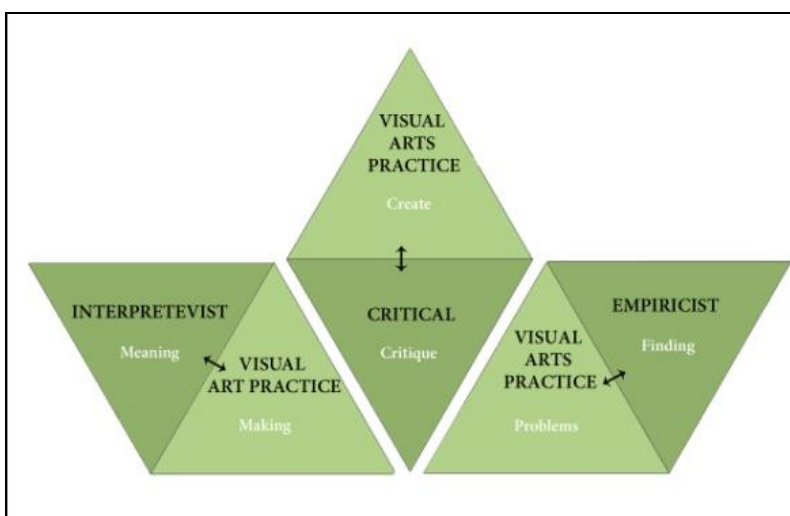 VISUAL
ARTS
PRACTICE
Create
INTERPRETEVIST
Meaning
VISUAL
ART PRACTICE
Making
CRITICAL
Critique
VISUAL
ARTS
PRACTICE
Problems
EMPIRICIST
Finding